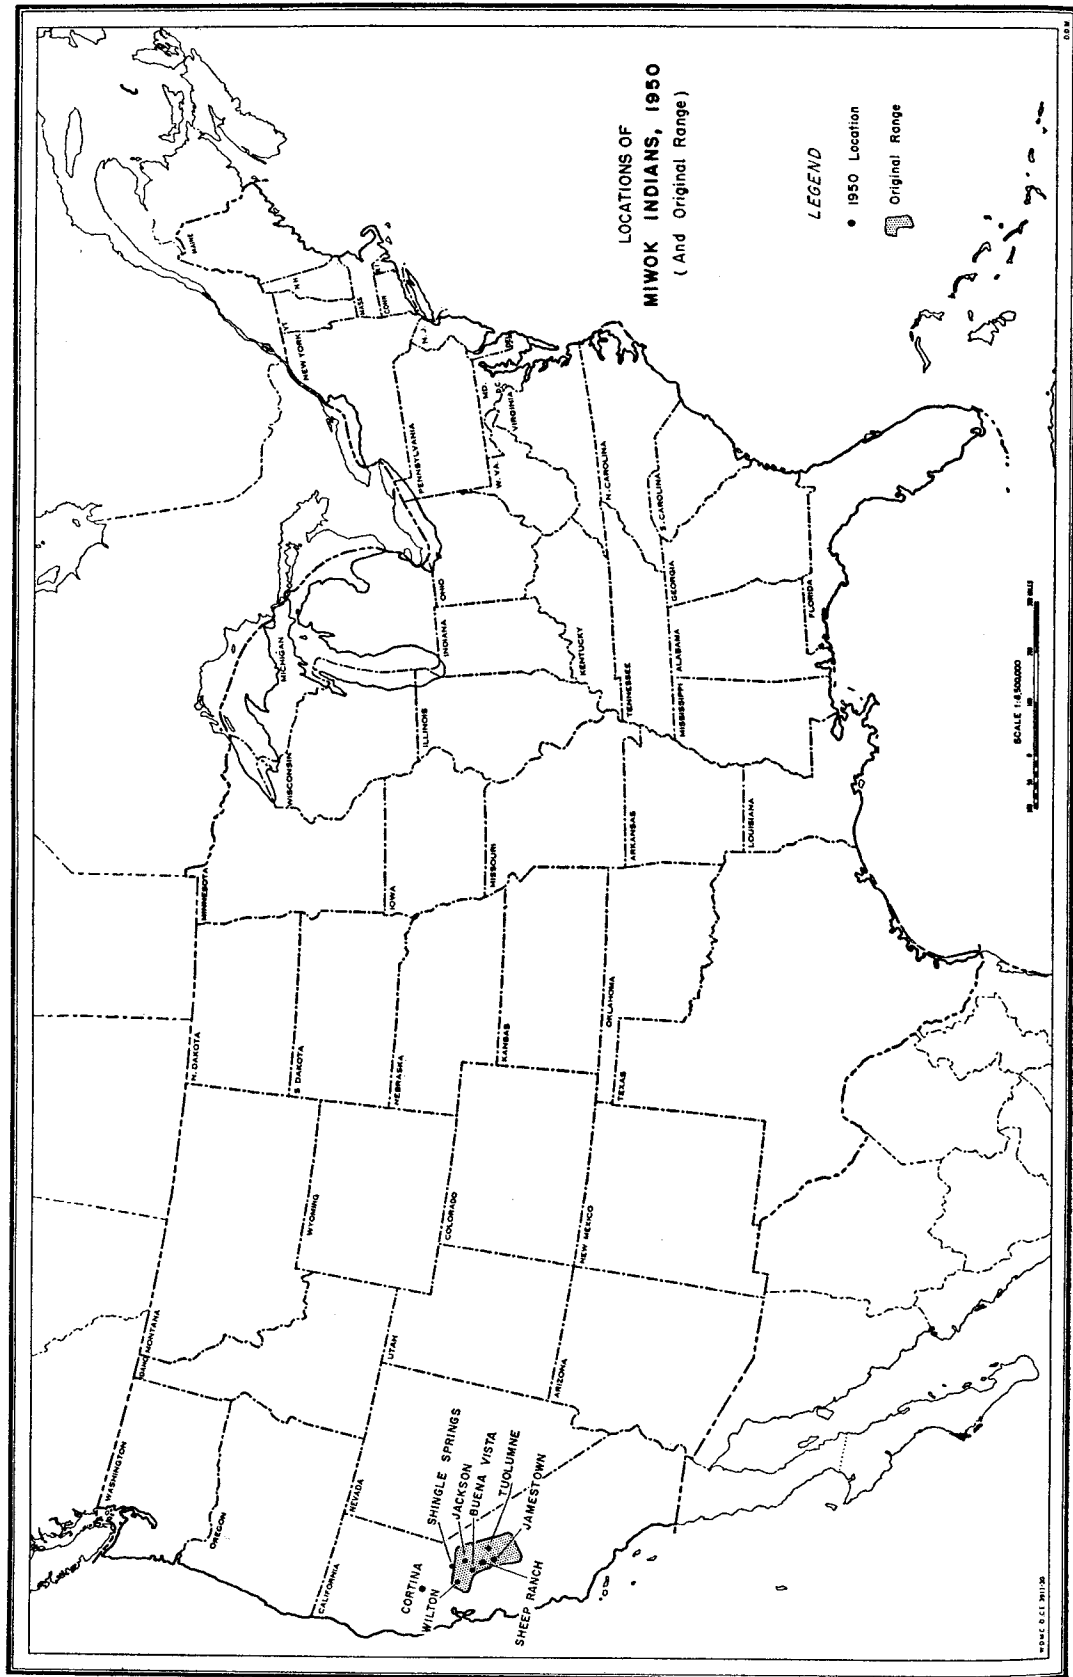 LOCATIONS OF
MIWOK INDIANS, 1950
( And Original Range )
LEGEND
1950 Location
Original Range
WASHINGTON
IDAHO
MONTANA
N. DAKOTA
MINNESOTA
WISCONSIN
MICHIGAN
NEW YORK
VT
N.H.
MAINE
MASS
CONN
R.I.
OREGON
WYOMING
S DAKOTA
IOWA
ILLINOIS
INDIANA
OHIO
PENNSYLVANIA
N.J.
CALIFORNIA
NEVADA
UTAH
COLORADO
NEBRASKA
KANSAS
MISSOURI
KENTUCKY
W. VA.
VIRGINIA
MD.
D.C.
DEL
ARIZONA
NEW MEXICO
TEXAS
OKLAHOMA
ARKANSAS
TENNESSEE
N. CAROLINA
S. CAROLINA
LOUISIANA
MISSISSIPPI
ALABAMA
GEORGIA
FLORIDA
CORTINA
WILTON
SHINGLE SPRINGS
JACKSON
BUENA VISTA
TUOLUMNE
JAMESTOWN
SHEEP RANCH
SCALE 1:8,500,000
MILES
D.D.M